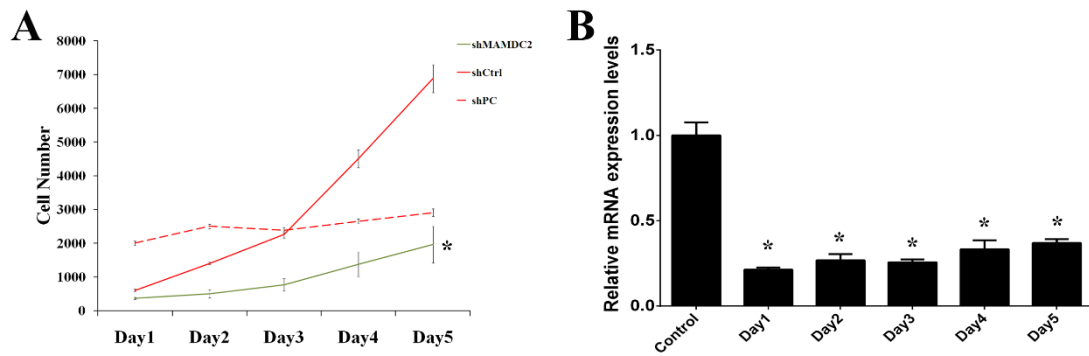 A
8000
7000
6000
5000
4000
3000
2000
1000
0
Cell Number
Day1 Day2 Day3 Day4 Day5
shMAMDC2
shCtrl
shPC
*
B
1.5
1.0
0.5
0.0
Relative mRNA expression levels
* * * * *
Control Day1 Day2 Day3 Day4 Day5